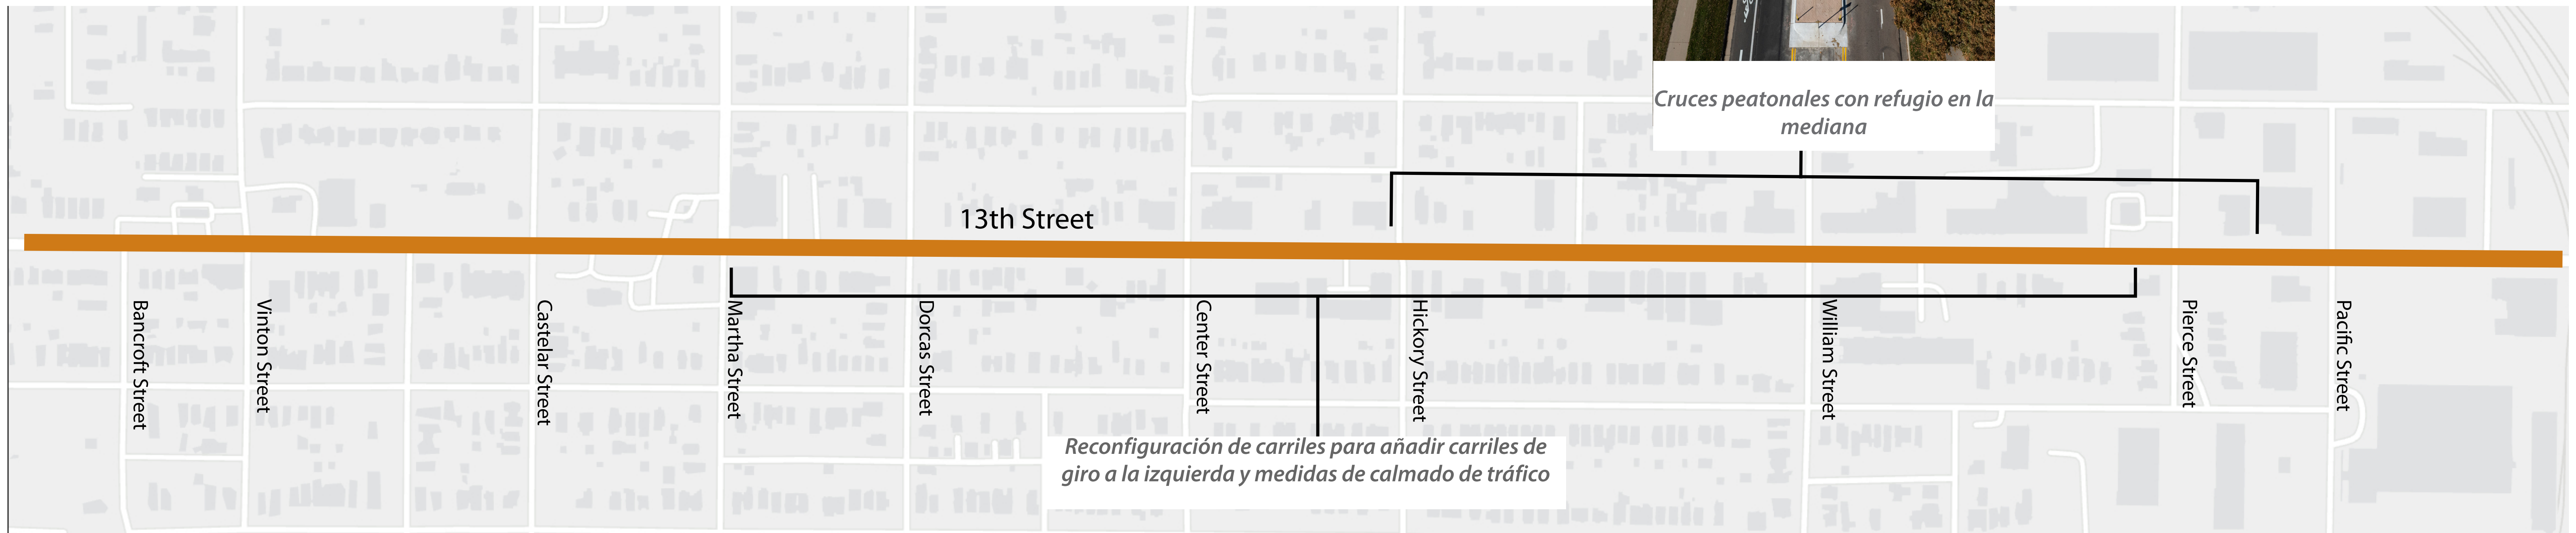 Cruces peatonales con refugio en la
mediana
13th Street
Bancroft Street
Vinton Street
Castelar Street
Martha Street
Dorcas Street
Center Street
Hickory Street
William Street
Pierce Street
Pacific Street
Reconfiguración de carriles para añadir carriles de
giro a la izquierda y medidas de calmado de tráfico